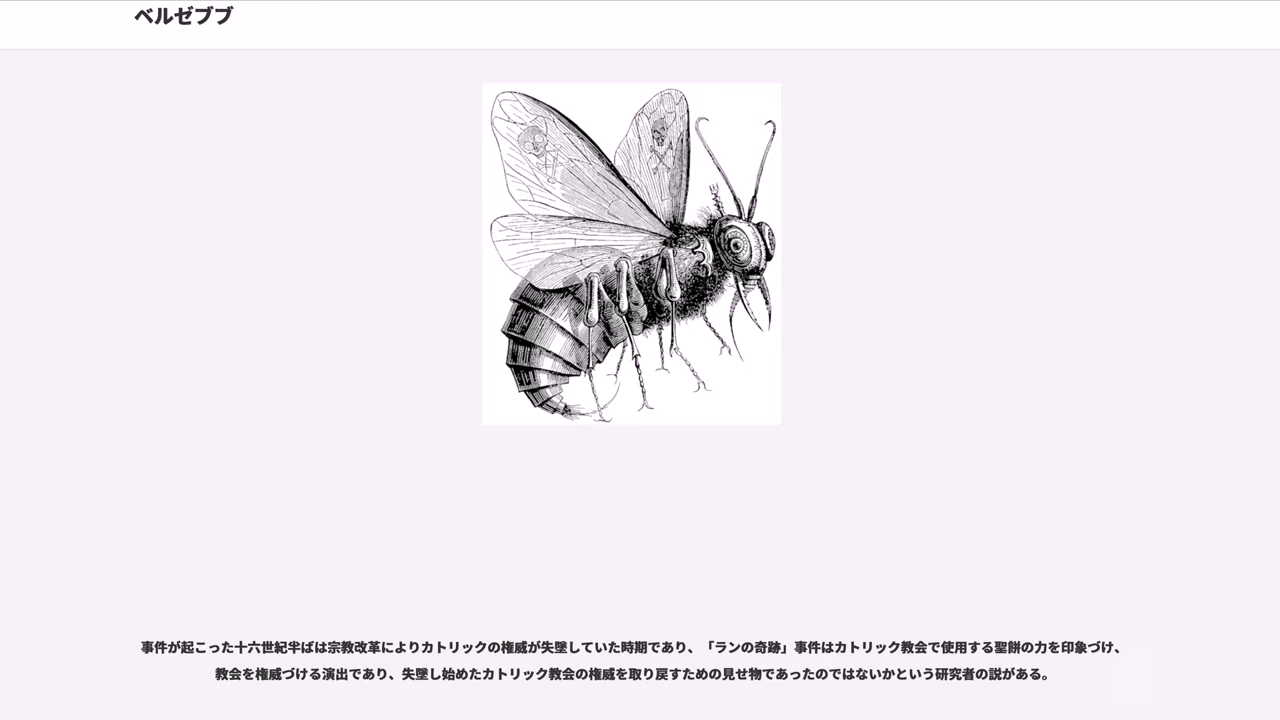 ベルゼブブ
事件が起こった十六世紀半ばは宗教改革によりカトリックの権威が失墜していた時期であり、「ランの奇跡」事件はカトリック教会で使用する聖餅の力を印象づけ、
教会を権威づける演出であり、失墜し始めたカトリック教会の権威を取り戻すための見せ物であったのではないかという研究者の説がある。